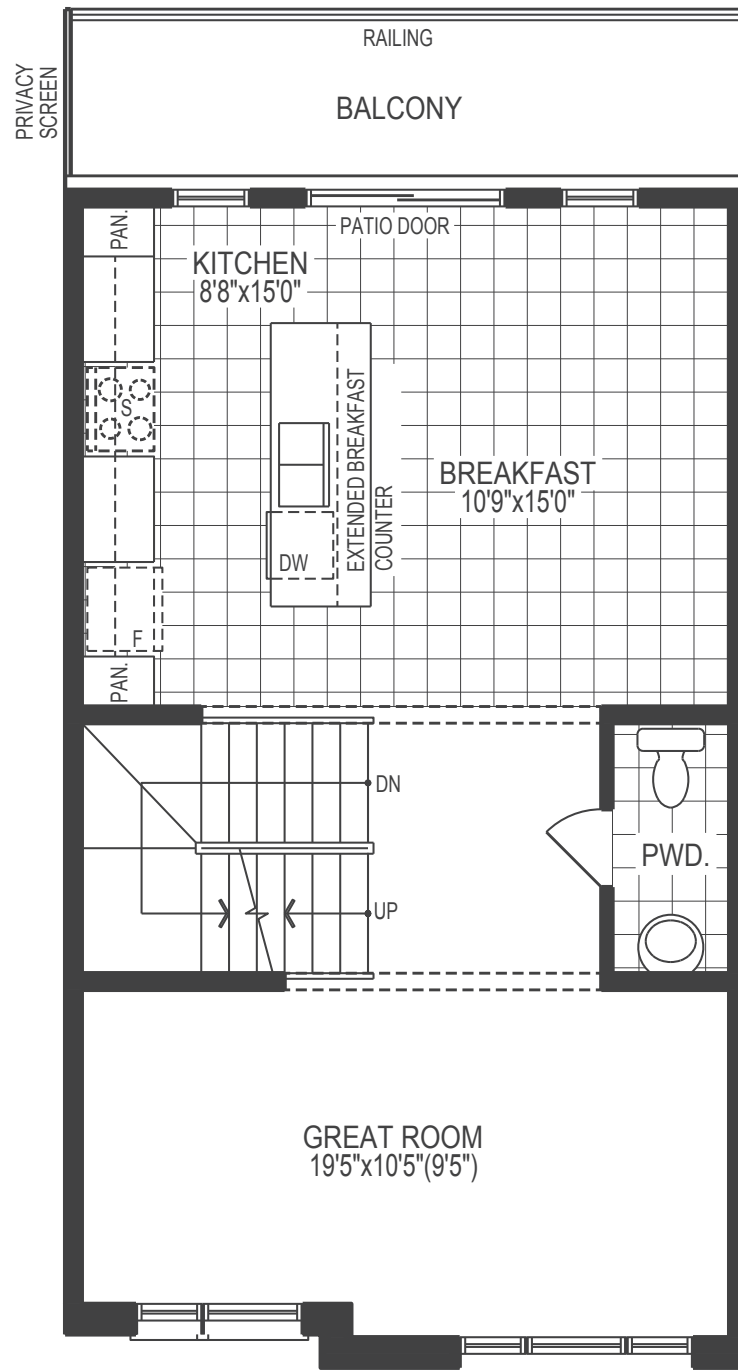 RAILING
PRIVACY
SCREEN
BALCONY
PAN.
PATIO DOOR
KITCHEN
8'8"x15'0"
S
EXTENDED BREAKFAST
COUNTER
BREAKFAST
10'9"x15'0"
DW
F
PAN.
DN
PWD.
UP
GREAT ROOM
19'5"x10'5"(9'5")